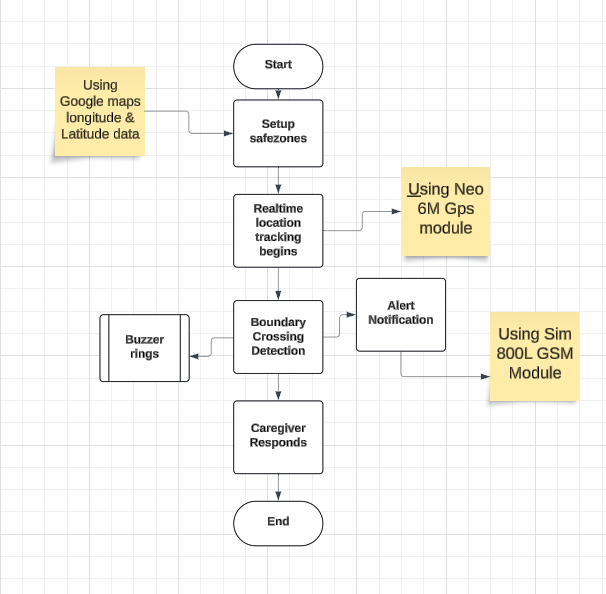 Start
Using
Google maps
longitude &
Latitude data
Setup
safezones
Realtime
location
tracking
begins
Using Neo
6M Gps
module
Boundary
Crossing
Detection
Alert
Notification
Buzzer
rings
Using Sim
800L GSM
Module
Caregiver
Responds
End